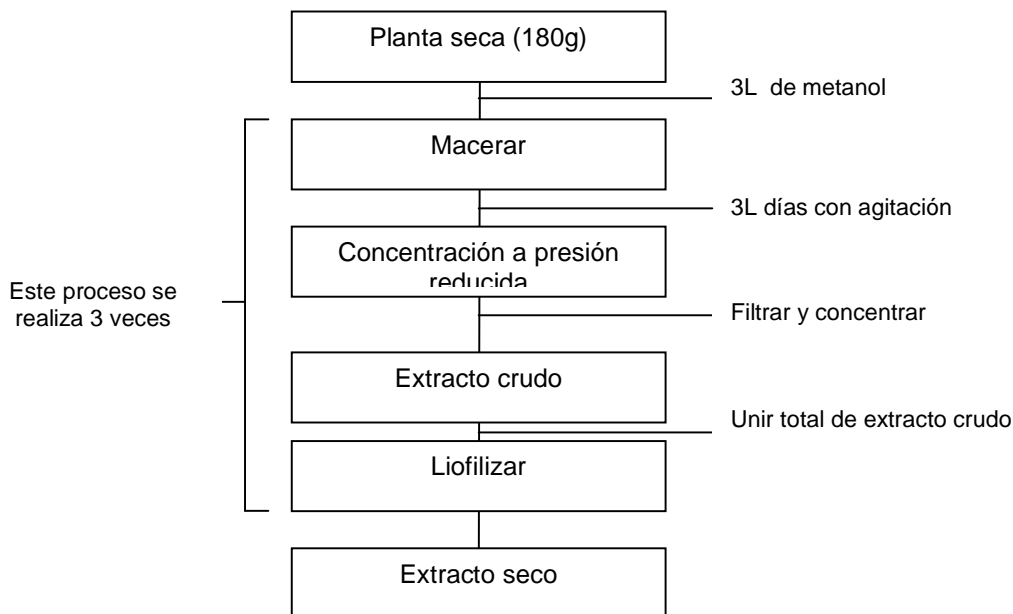 Planta seca (180g)
3L de metanol
Macerar
3L días con agitación
Concentración a presión
reducida
Este proceso se
realiza 3 veces
Filtrar y concentrar
Extracto crudo
Unir total de extracto crudo
Liofilizar
Extracto seco